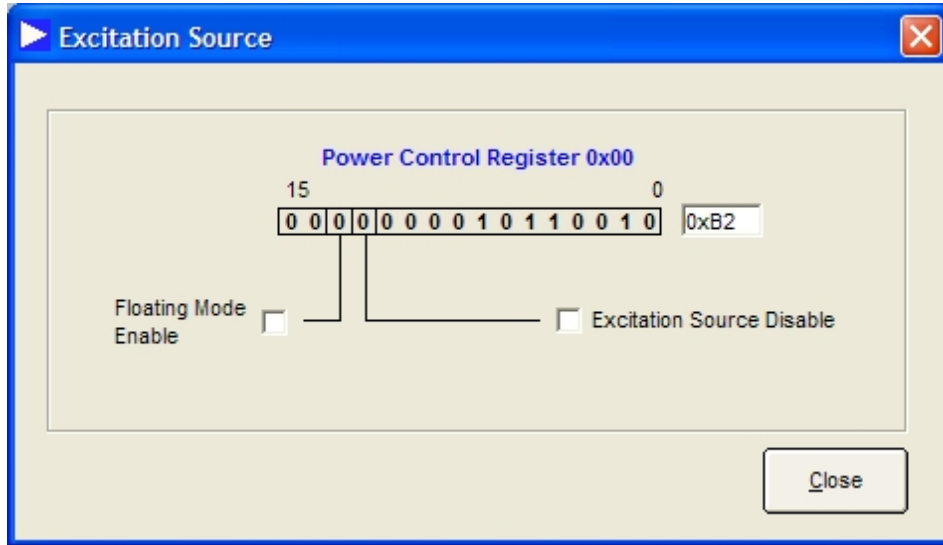 Excitation Source
Power Control Register 0x00
15 0
0 0 0 0 0 0 0 0 1 0 1 1 0 0 1 0 0xB2
Floating Mode
Enable
Excitation Source Disable
Close